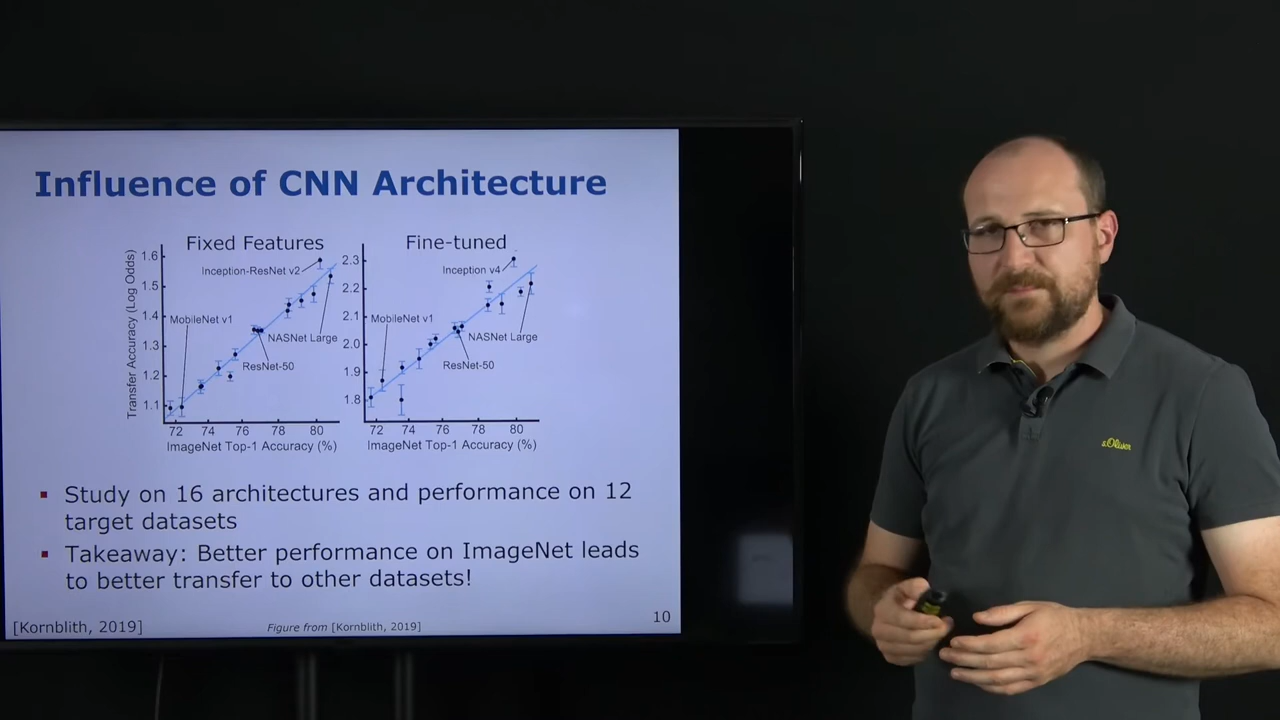 Influence of CNN Architecture
Fixed Features
Transfer Accuracy (Log Odds)
1.6
1.5
1.4
1.3
1.2
1.1
Inception-ResNet v2
MobileNet v1
NASNet Large
ResNet-50
72 74 76 78 80
ImageNet Top-1 Accuracy (%)
Fine-tuned
2.3
2.2
2.1
2.0
1.9
1.8
Inception v4
MobileNet v1
NASNet Large
ResNet-50
72 74 76 78 80
ImageNet Top-1 Accuracy (%)
Study on 16 architectures and performance on 12
target datasets
Takeaway: Better performance on ImageNet leads
to better transfer to other datasets!
[Kornblith, 2019]
Figure from [Kornblith, 2019]
10
s.Oliver